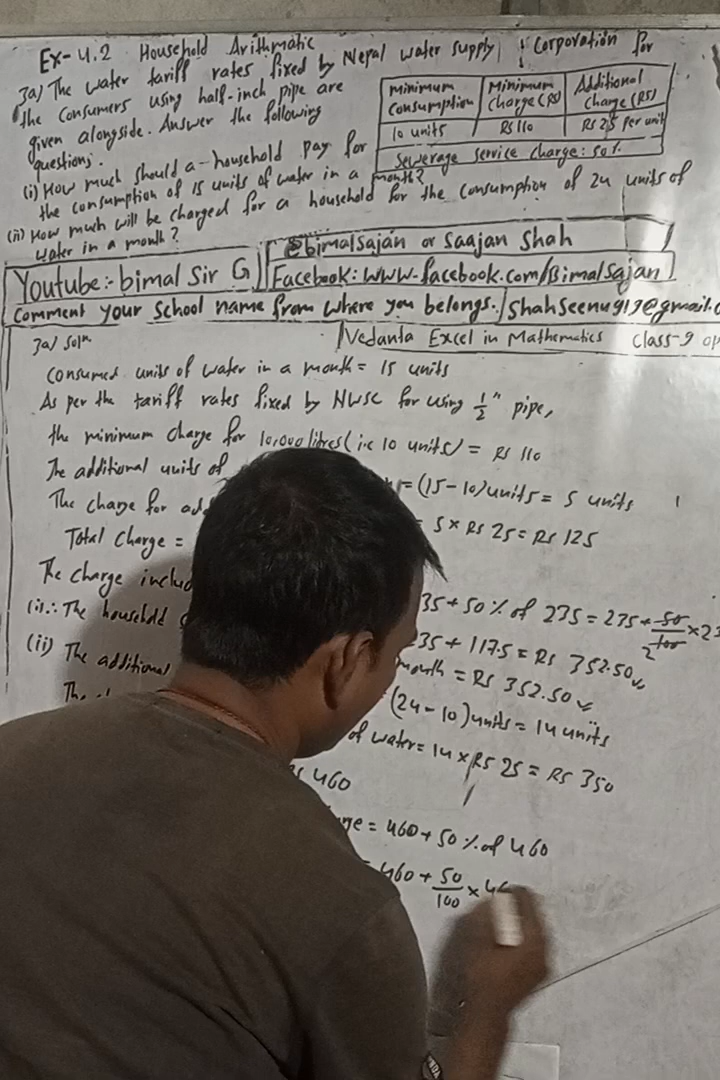 Ex-4.2 Household Arithmatic
3a) The water tariff rates fixed by Nepal water supply Corporation for
the consumers using half-inch pipe are
given alongside. Answer the following
questions.
minimum consumption | Minimum charge (RS) | Additional charge (RS)
10 units | RS 110 | RS 25 per unit
Sewerage service charge: 50%
(i) How much should a household pay for
the consumption of 15 units of water in a month?
(ii) How much will be charged for a household for the consumption of 24 units of
water in a month?
@bimalsajan or Saajan Shah
Youtube:- bimal Sir G
Facebook: www.facebook.com/Bimalsajan
Comment your school name from where you belongs.
Vedanta Excel in Mathematics Class-9
3a) Solⁿ
Consumed units of water in a month = 15 units
As per the tariff rates fixed by NWSC for using 1/2" pipe,
the minimum charge for 10,000 litres (i.e 10 units) = RS 110
The additional units of = (15-10) units = 5 units
The charge for = 5 × RS 25 = RS 125
Total charge =
The charge 35 + 50% of 235 = 235 + 50/100 ×
35 + 117.5 = RS 352.50
(i) ∴ The household month = RS 352.50
(ii) The additional (24-10) units = 14 units
of water = 14 × RS 25 = RS 350
460
= 460 + 50% of 460
460 + 50/100 ×